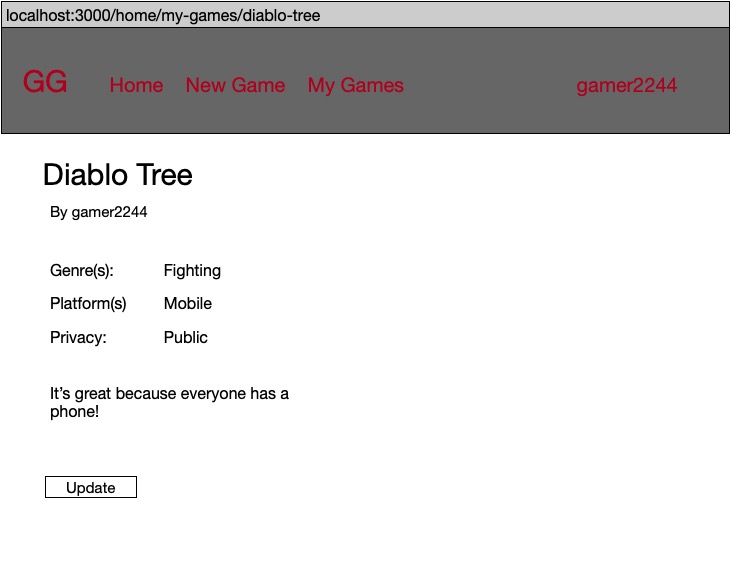 localhost:3000/home/my-games/diablo-tree
GG Home New Game My Games gamer2244
Diablo Tree
By gamer2244
Genre(s): Fighting
Platform(s) Mobile
Privacy: Public
It’s great because everyone has a
phone!
Update